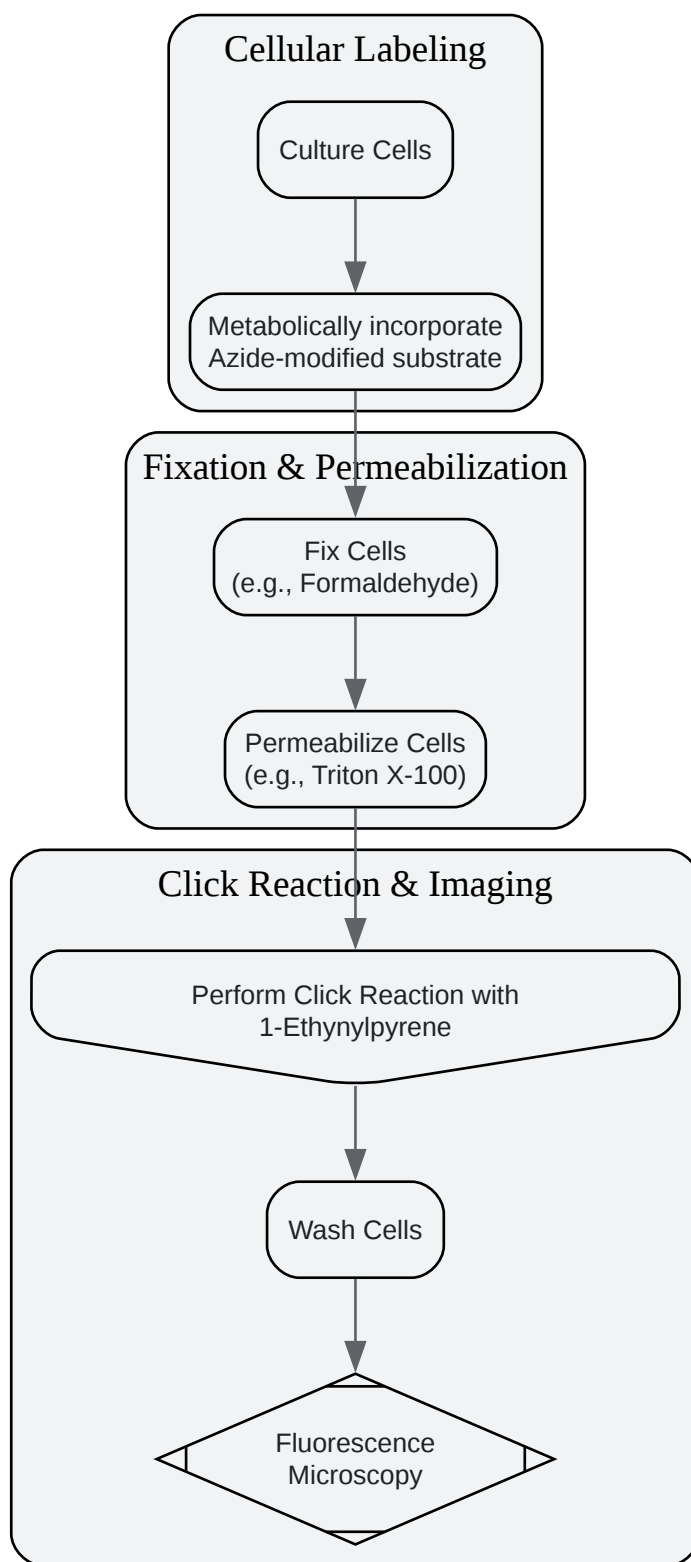 Cellular Labeling
Culture Cells
Metabolically incorporate
Azide-modified substrate
Fixation & Permeabilization
Fix Cells
(e.g., Formaldehyde)
Permeabilize Cells
(e.g., Triton X-100)
Click Reaction & Imaging
Perform Click Reaction with
1-Ethynylpyrene
Wash Cells
Fluorescence
Microscopy